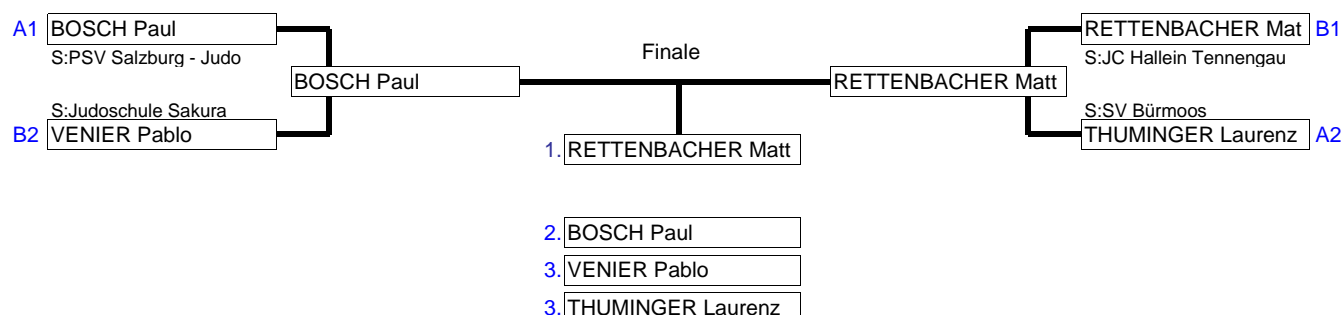 A1 BOSCH Paul
S:PSV Salzburg - Judo
BOSCH Paul
S:Judoschule Sakura
B2 VENIER Pablo
Finale
RETTENBACHER Mat B1
S:JC Hallein Tennengau
RETTENBACHER Matt
S:SV Bürmoos
THUMINGER Laurenz A2
1. RETTENBACHER Matt
2. BOSCH Paul
3. VENIER Pablo
3. THUMINGER Laurenz